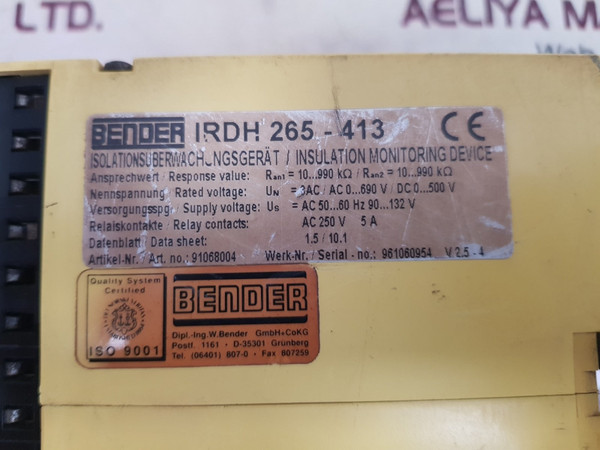 LTD.
AELIYA MA
BENDER IRDH 265 - 413 CE
ISOLATIONSÜBERWACHUNGSGERÄT / INSULATION MONITORING DEVICE
Ansprechwert / Response value: RAN1 = 10...990 kΩ / RAN2 = 10...990 kΩ
Nennspannung / Rated voltage: UN = 3AC / AC 0...690 V / DC 0...500 V
Versorgungsspg. / Supply voltage: US = AC 50...60 Hz 90...132 V
Relaiskontakte / Relay contacts: AC 250 V 5 A
Datenblatt / Data sheet: 1.5 / 10.1
Artikel-Nr. / Art. no.: 91068004 Werk-Nr. / Serial - no.: 961060954 V 2.5 - 4
Quality System
Certified
ISO 9001
BENDER
Dipl.-Ing.W.Bender GmbH+CoKG
Postf. 1161 · D-35301 Grünberg
Tel. (06401) 807-0 · Fax 807259